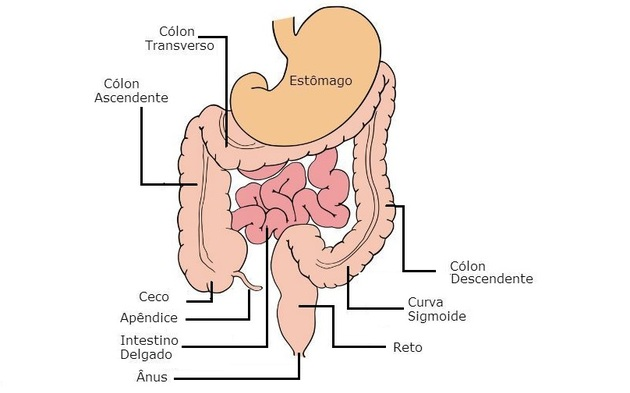 Cólon
Transverso
Estômago
Cólon
Ascendente
Cólon
Descendente
Ceco
Curva
Sigmoide
Apêndice
Intestino
Delgado
Reto
Ânus